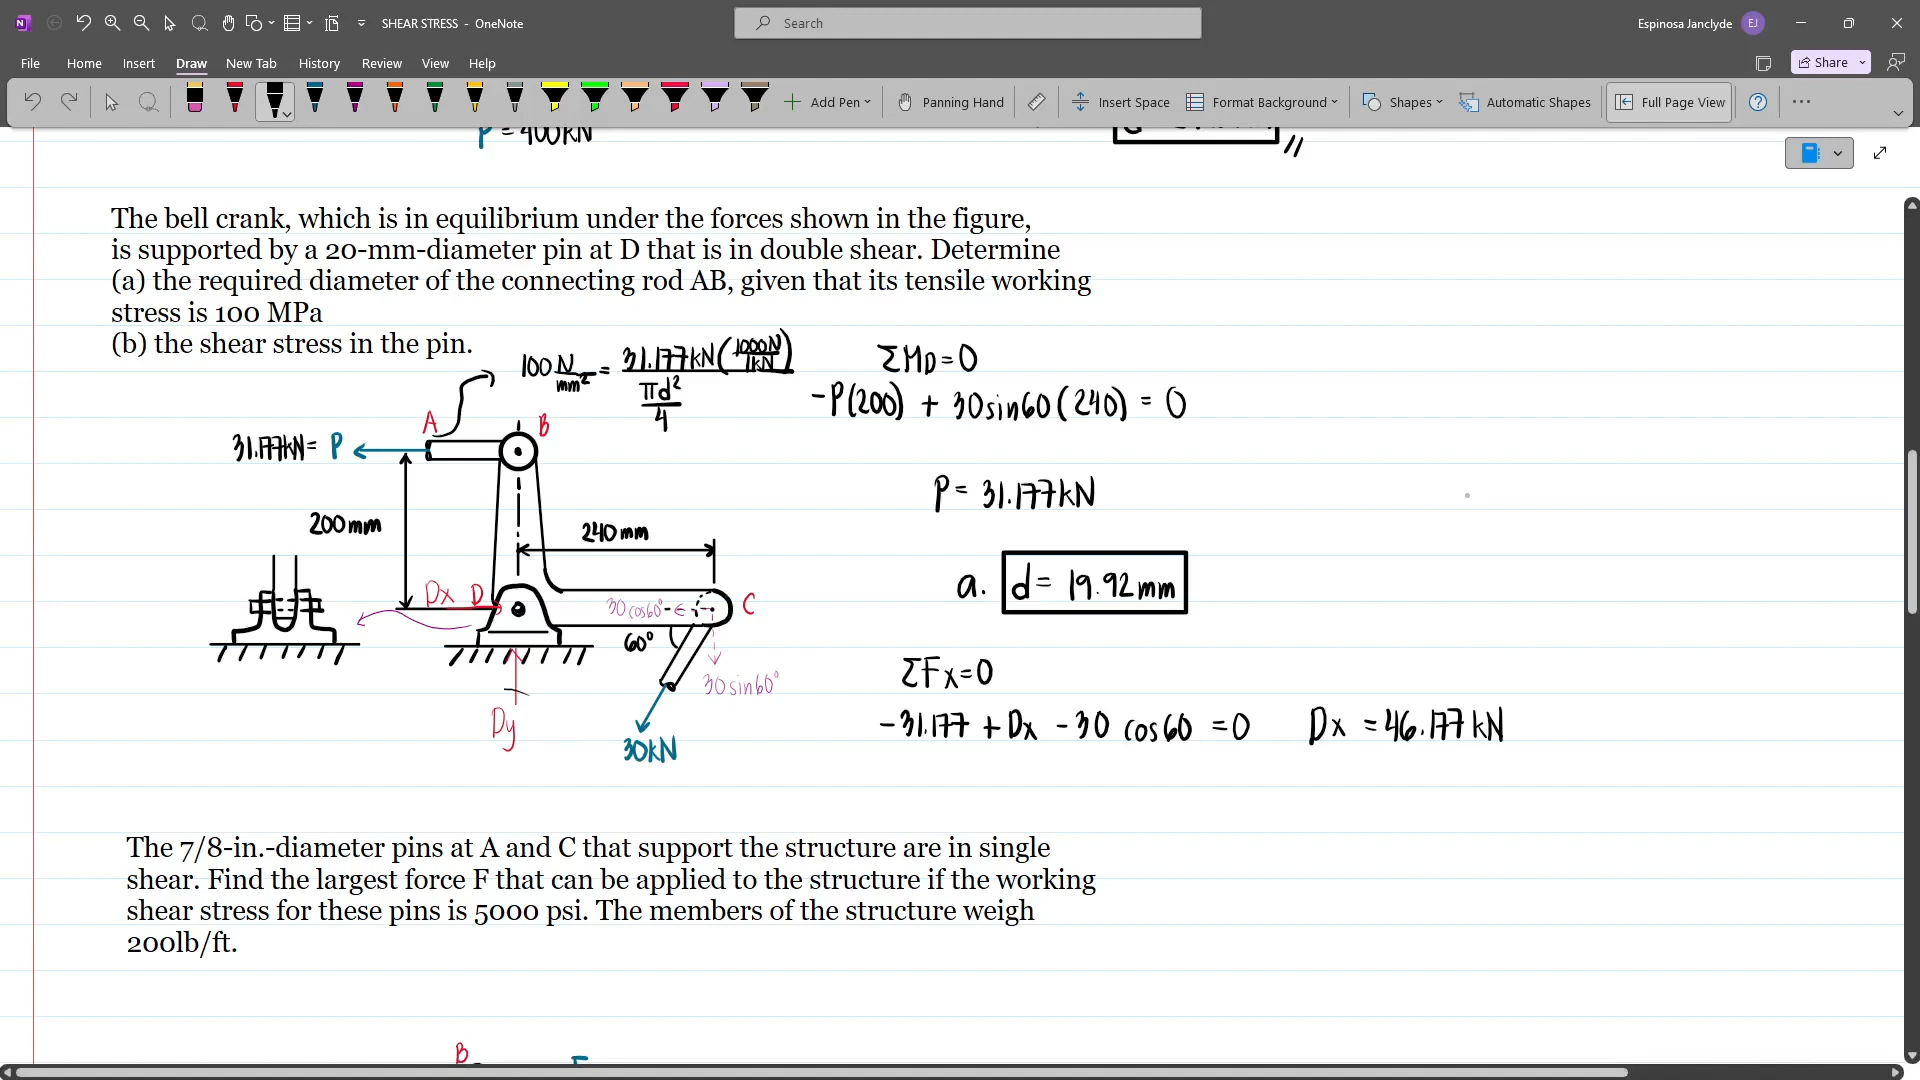 SHEAR STRESS - OneNote
Search
Espinosa Janclyde EJ
File Home Insert Draw New Tab History Review View Help
Share
Add Pen Panning Hand Insert Space Format Background Shapes Automatic Shapes Full Page View
P = 400KN
The bell crank, which is in equilibrium under the forces shown in the figure,
is supported by a 20-mm-diameter pin at D that is in double shear. Determine
(a) the required diameter of the connecting rod AB, given that its tensile working
stress is 100 MPa
(b) the shear stress in the pin.
100 N/mm² = 31.177KN (1000N/1KN) / (πd²/4)
ΣMD=0
-P(200) + 30sin60(240) = 0
A
B
31.177KN= P
P= 31.177KN
200mm
240mm
a. d= 19.92mm
Dx D
30cos60°
C
60°
30sin60°
Dy
30KN
ΣFx=0
-31.177 + Dx - 30 cos60 = 0 Dx = 46.177KN
The 7/8-in.-diameter pins at A and C that support the structure are in single
shear. Find the largest force F that can be applied to the structure if the working
shear stress for these pins is 5000 psi. The members of the structure weigh
200lb/ft.
B